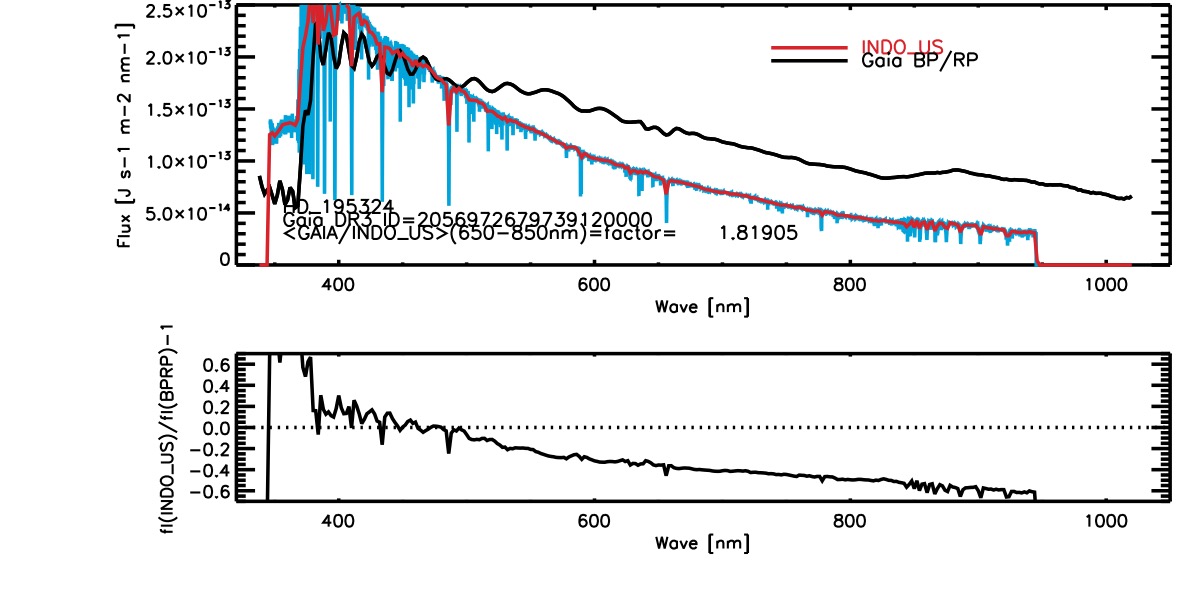 2.5×10−13
2.0×10−13
1.5×10−13
1.0×10−13
5.0×10−14
0
Flux [J s−1 m−2 nm−1]
INDO_US
Gaia BP/RP
HD_195324
Gaia DR3 ID=2056972679739120000
<GAIA/INDO_US>(650−850nm)=factor= 1.81905
400 600 800 1000
Wave [nm]
0.6
0.4
0.2
0.0
−0.2
−0.4
−0.6
fl(INDO_US)/fl(BPRP)−1
400 600 800 1000
Wave [nm]